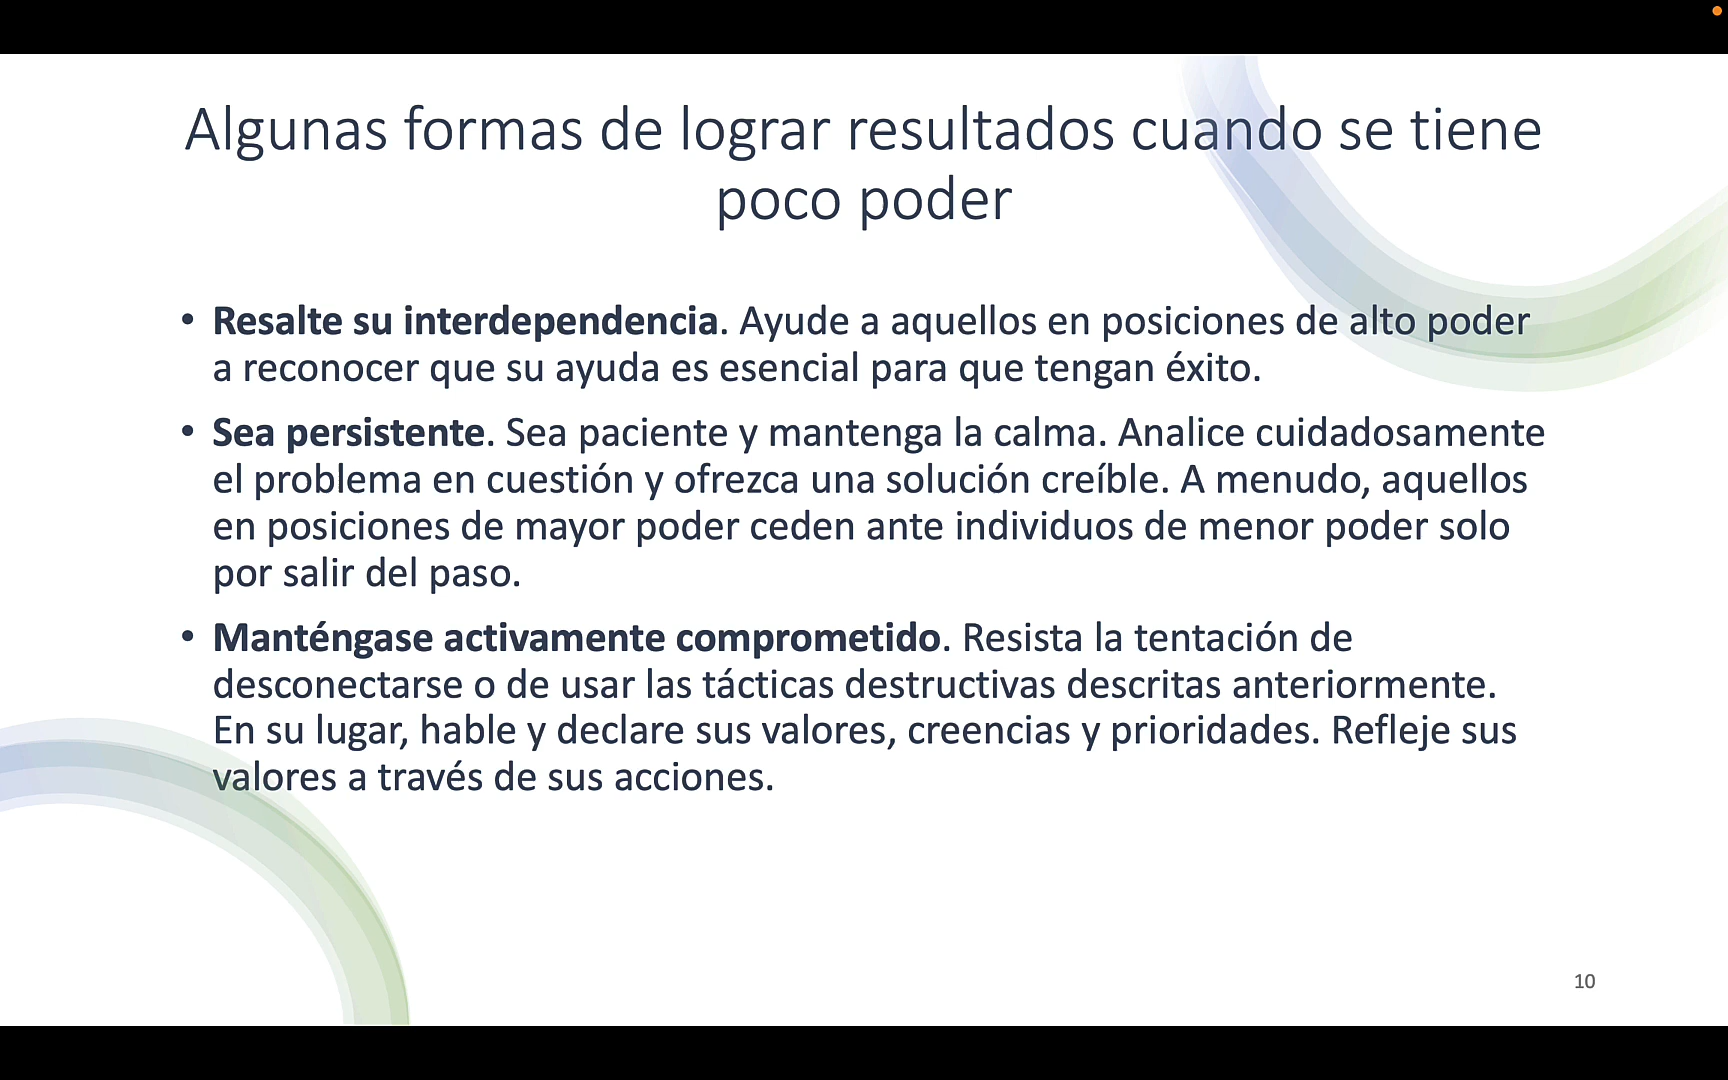 Algunas formas de lograr resultados cuando se tiene
poco poder
• Resalte su interdependencia. Ayude a aquellos en posiciones de alto poder
a reconocer que su ayuda es esencial para que tengan éxito.
• Sea persistente. Sea paciente y mantenga la calma. Analice cuidadosamente
el problema en cuestión y ofrezca una solución creíble. A menudo, aquellos
en posiciones de mayor poder ceden ante individuos de menor poder solo
por salir del paso.
• Manténgase activamente comprometido. Resista la tentación de
desconectarse o de usar las tácticas destructivas descritas anteriormente.
En su lugar, hable y declare sus valores, creencias y prioridades. Refleje sus
valores a través de sus acciones.
10